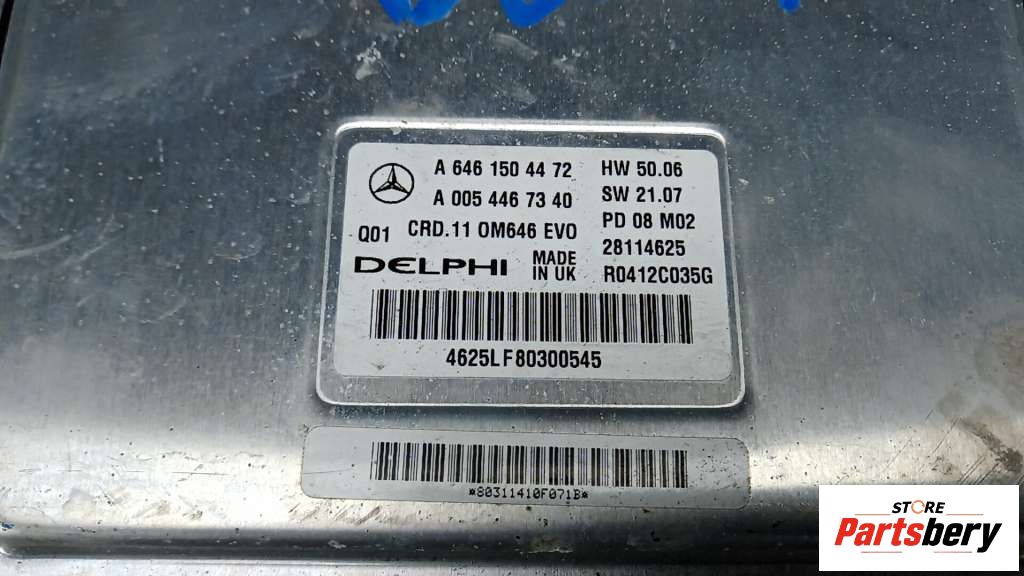 A 646 150 44 72 HW 50.06
A 005 446 73 40 SW 21.07
PD 08 M02
Q01 CRD.11 OM646 EVO 28114625
DELPHI MADE IN UK R0412C035G
4625LF80300545
*80311410F071B*
STORE
Partsbery